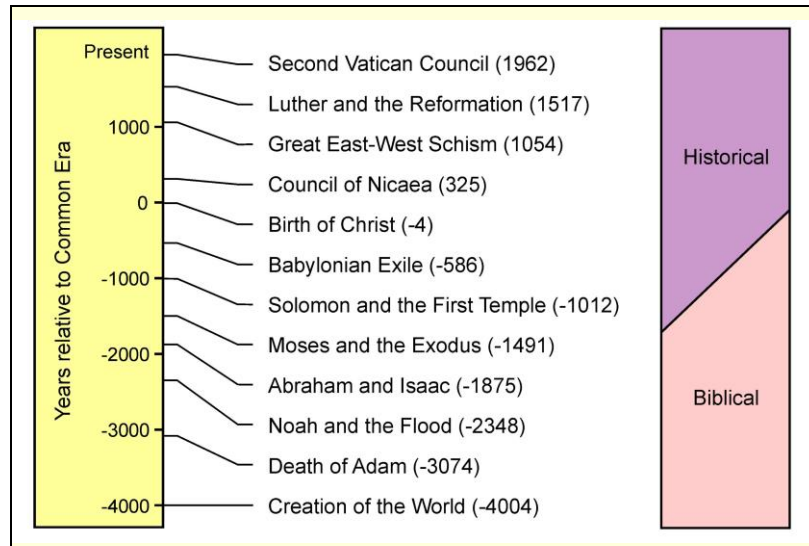 Years relative to Common Era
Present
1000
0
-1000
-2000
-3000
-4000
Second Vatican Council (1962)
Luther and the Reformation (1517)
Great East-West Schism (1054)
Council of Nicaea (325)
Birth of Christ (-4)
Babylonian Exile (-586)
Solomon and the First Temple (-1012)
Moses and the Exodus (-1491)
Abraham and Isaac (-1875)
Noah and the Flood (-2348)
Death of Adam (-3074)
Creation of the World (-4004)
Historical
Biblical